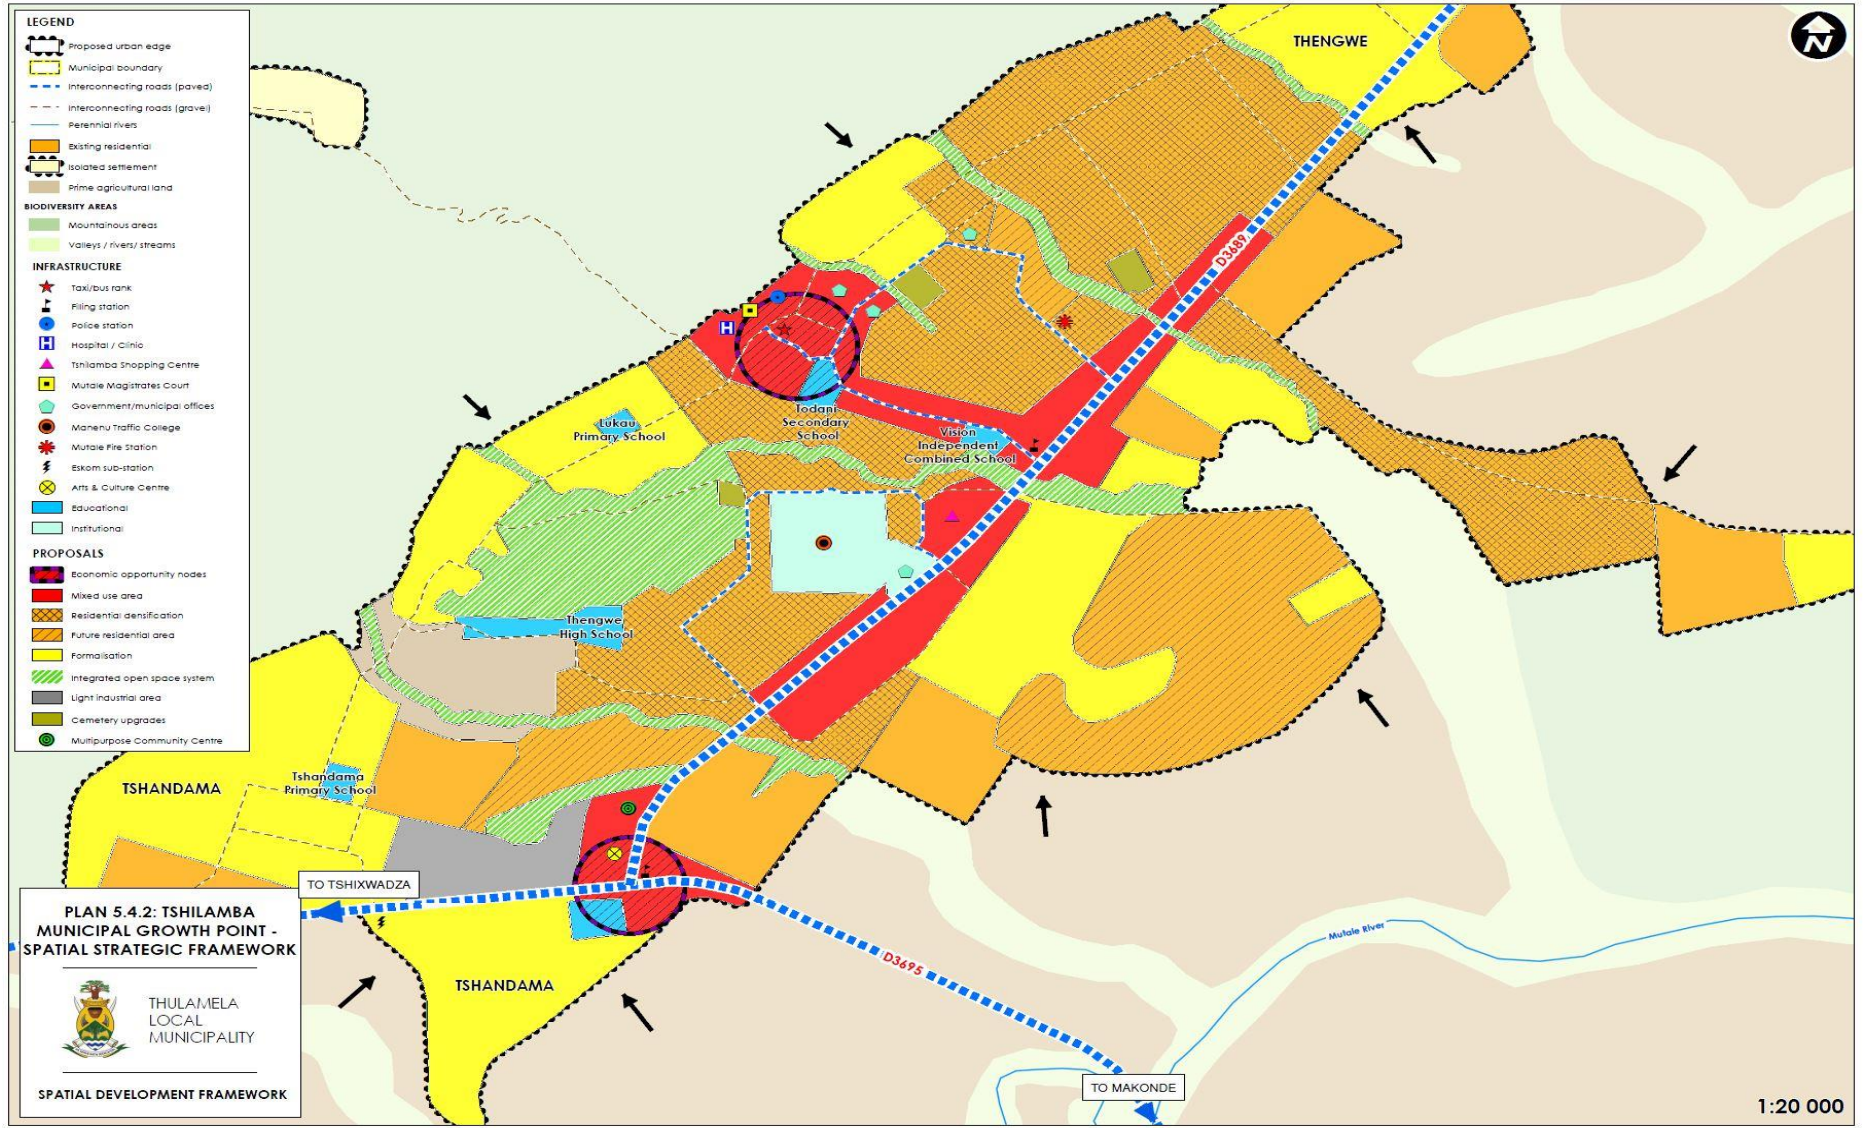 LEGEND
Proposed urban edge
Municipal boundary
Interconnecting roads (paved)
Interconnecting roads (gravel)
Perennial rivers
Existing residential
Isolated settlement
Prime agricultural land
BIODIVERSITY AREAS
Mountainous areas
Valleys / rivers/ streams
INFRASTRUCTURE
Taxi/bus rank
Filling station
Police station
H Hospital / Clinic
Tshilamba Shopping Centre
Mutale Magistrates Court
Government/municipal offices
Manenu Traffic College
Mutale Fire Station
Eskom sub-station
Arts & Culture Centre
Educational
Institutional
PROPOSALS
Economic opportunity nodes
Mixed use area
Residential densification
Future residential area
Formalisation
Integrated open space system
Light industrial area
Cemetery upgrades
Multipurpose Community Centre
THENGWE
N
D3689
H
Lukau
Primary School
Todani
Secondary
School
Vision
Independent
Combined School
Thengwe
High School
Tshandama
Primary School
TSHANDAMA
TO TSHIXWADZA
TSHANDAMA
D3695
Mutale River
TO MAKONDE
1:20 000
PLAN 5.4.2: TSHILAMBA
MUNICIPAL GROWTH POINT -
SPATIAL STRATEGIC FRAMEWORK
THULAMELA
LOCAL
MUNICIPALITY
SPATIAL DEVELOPMENT FRAMEWORK